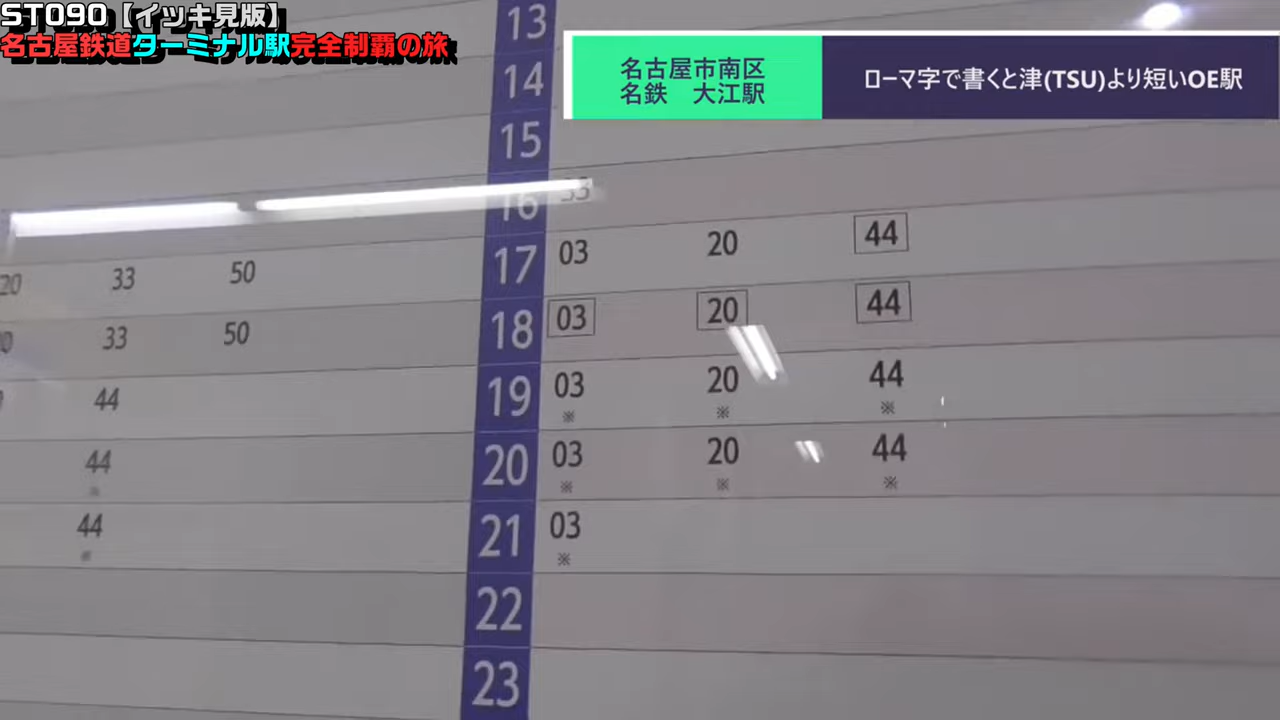 ST090【イッキ見版】
名古屋鉄道ターミナル駅完全制覇の旅
名古屋市南区
名鉄 大江駅
ローマ字で書くと津(TSU)より短いOE駅
13
14
15
16 33
20 33 50 17 03 20 44
33 50 18 03 20 44
44 19 03 20 44
※ ※ ※
44 20 03 20 44
※ ※ ※ ※
44 21 03
※ ※
22
23